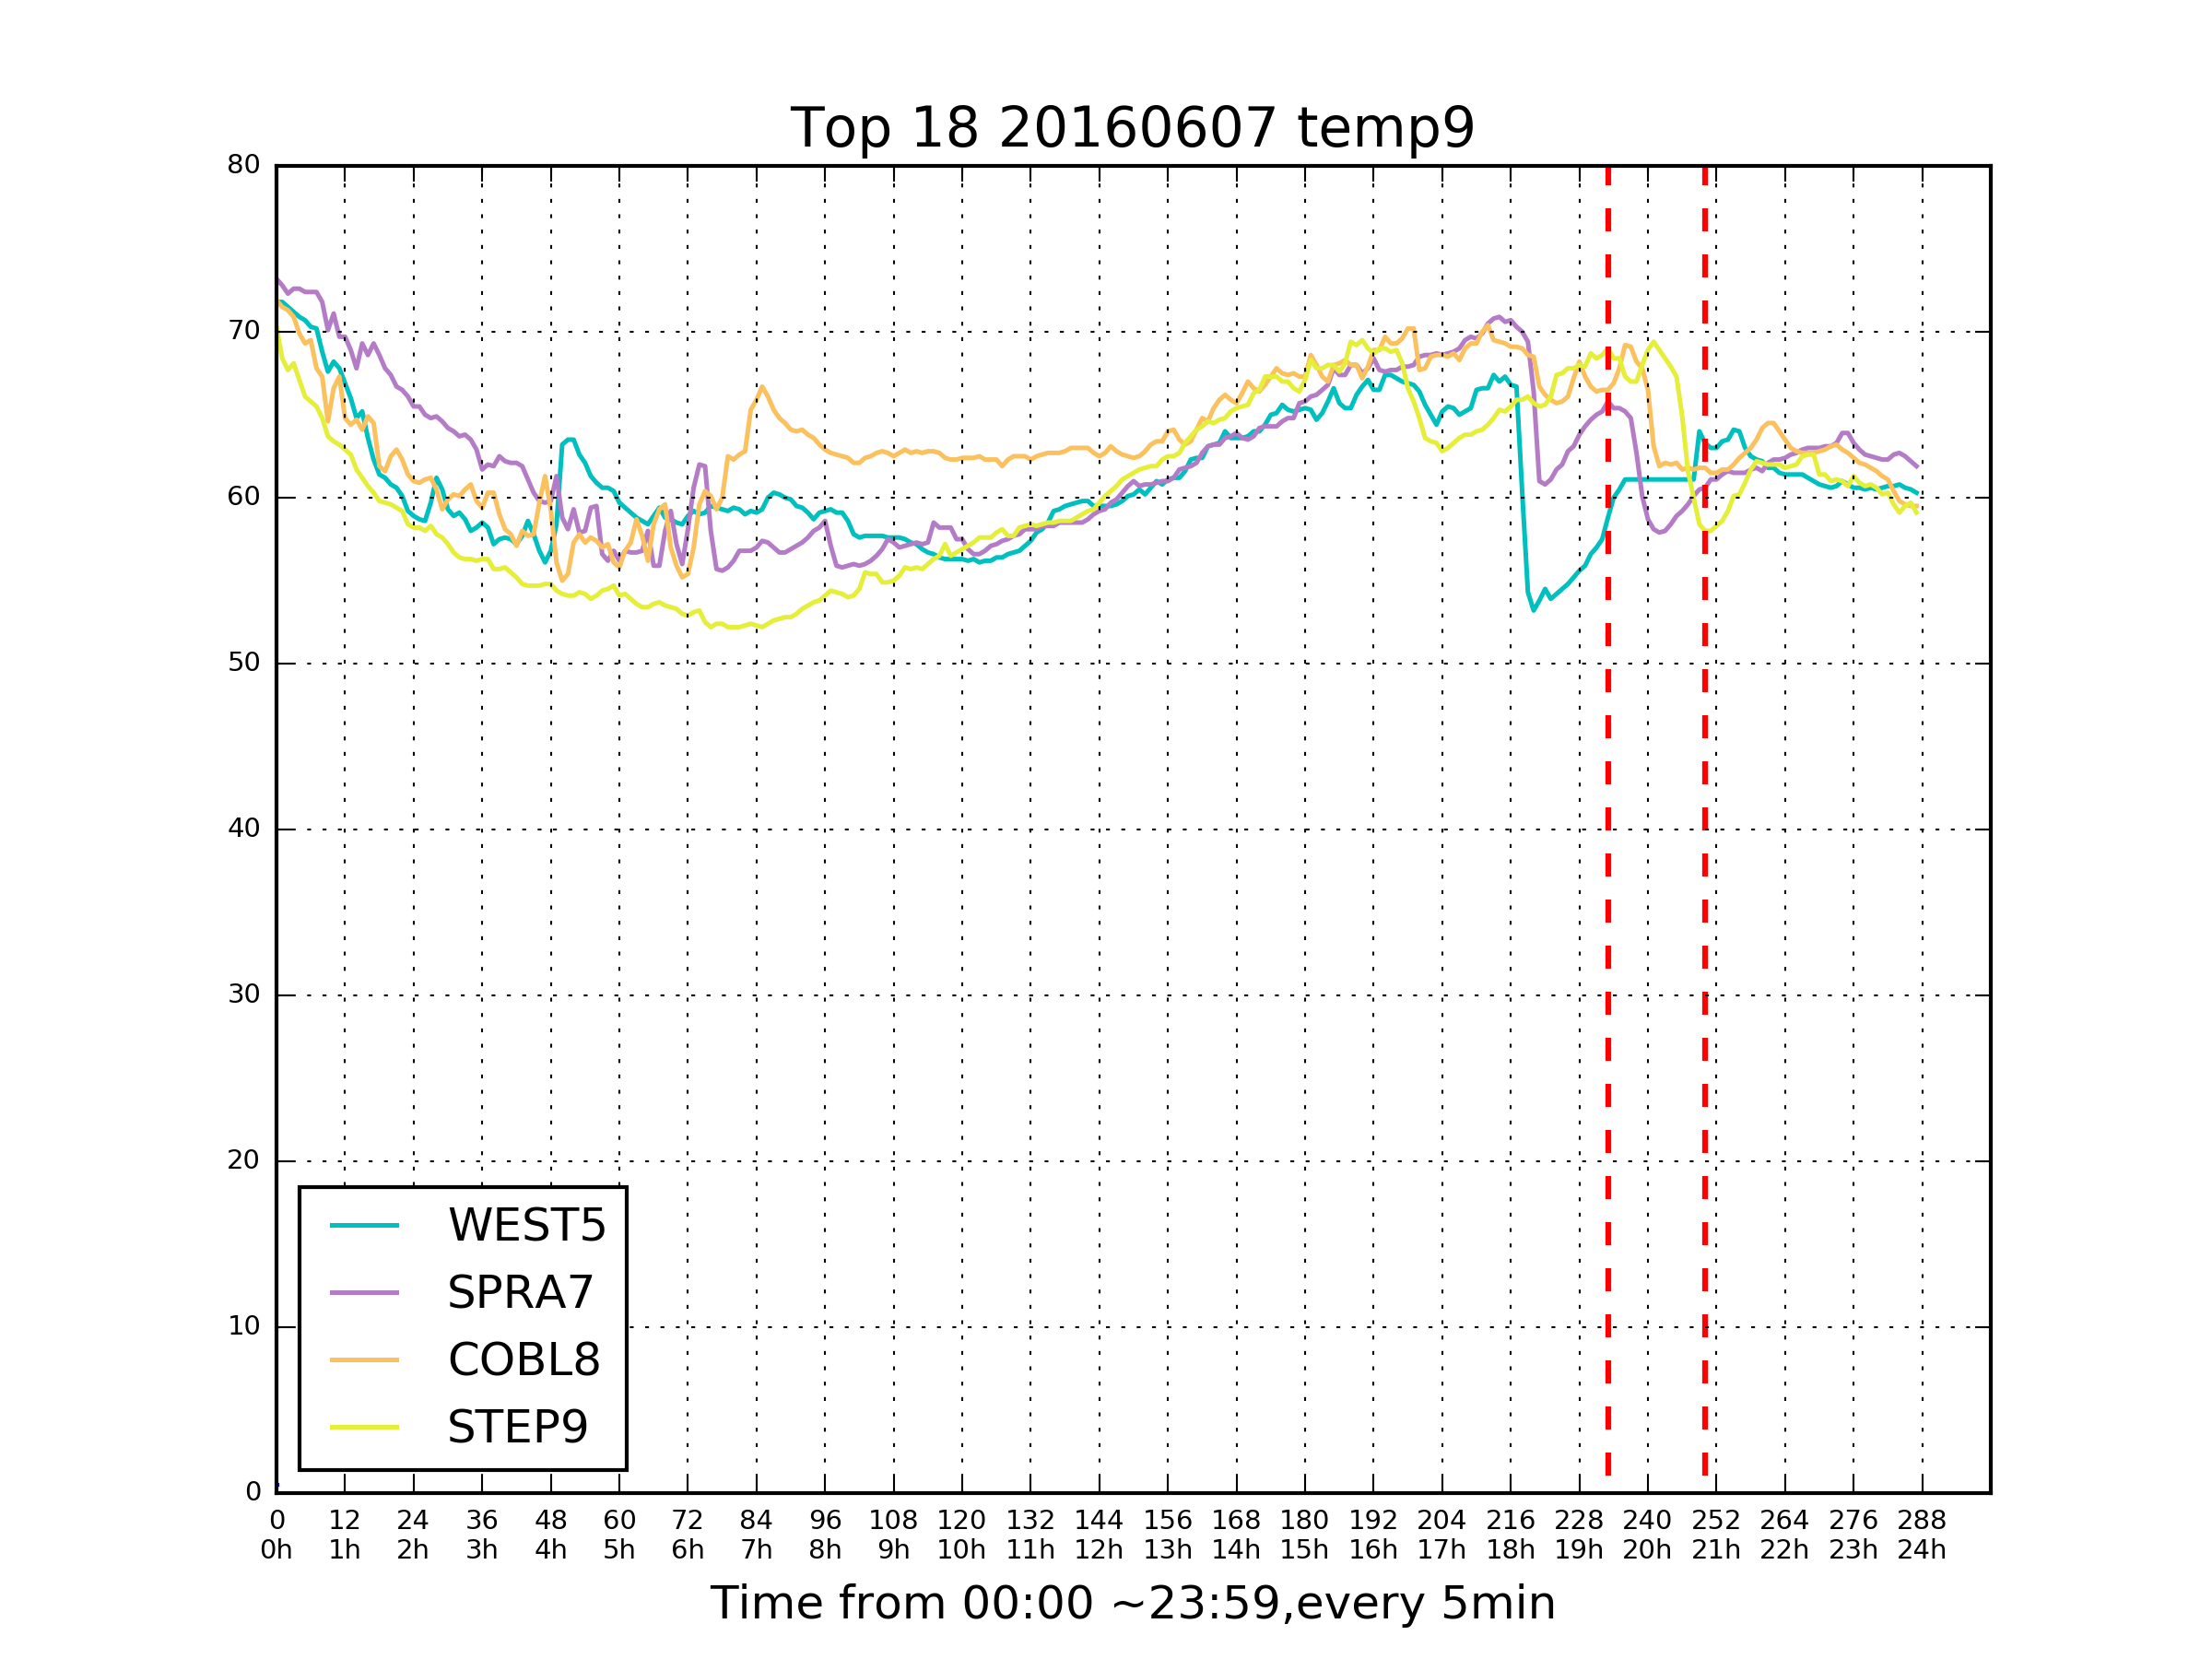 Top 18 20160607 temp9
80
70
60
50
40
30
20
10
0
WEST5
SPRA7
COBL8
STEP9
0 12 24 36 48 60 72 84 96 108 120 132 144 156 168 180 192 204 216 228 240 252 264 276 288
0h 1h 2h 3h 4h 5h 6h 7h 8h 9h 10h 11h 12h 13h 14h 15h 16h 17h 18h 19h 20h 21h 22h 23h 24h
Time from 00:00 ~23:59,every 5min